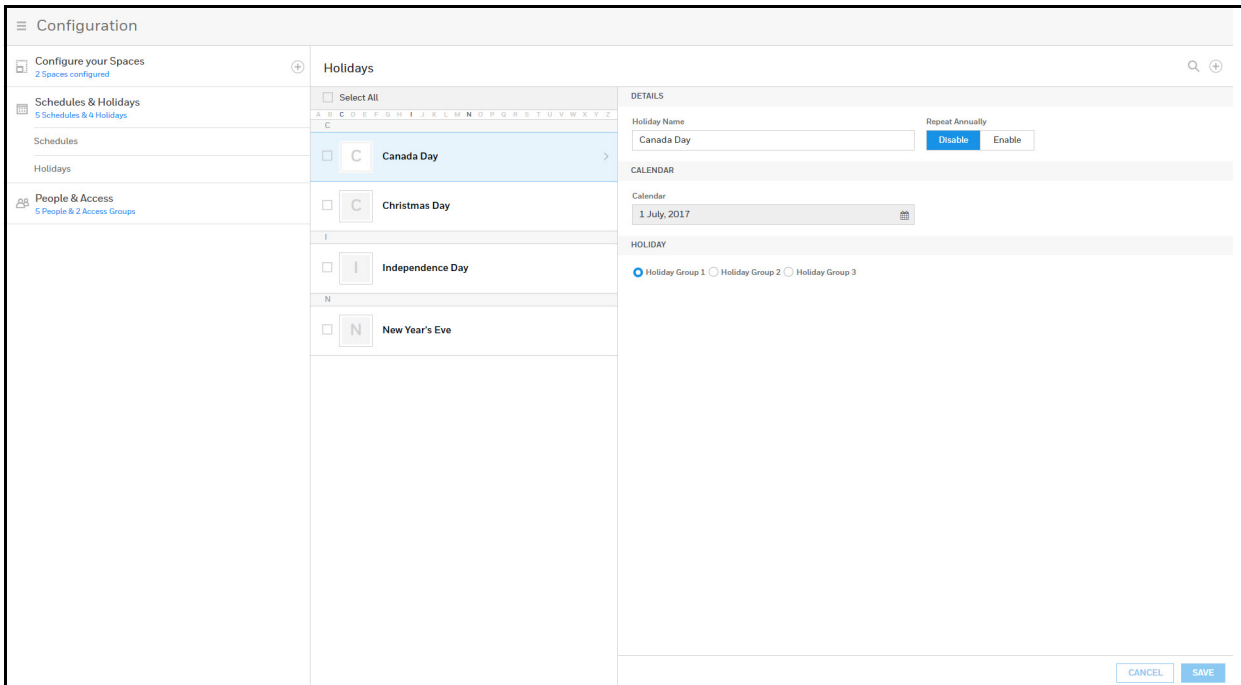 Configuration
Configure your Spaces
2 Spaces configured
Schedules & Holidays
5 Schedules & 4 Holidays
Schedules
Holidays
People & Access
5 People & 2 Access Groups
Holidays
Select All
A B C D E F G H I J K L M N O P Q R S T U V W X Y Z
C
C Canada Day
C Christmas Day
I
I Independence Day
N
N New Year's Eve
DETAILS
Holiday Name Repeat Annually
Canada Day Disable Enable
CALENDAR
Calendar
1 July, 2017
HOLIDAY
Holiday Group 1 Holiday Group 2 Holiday Group 3
CANCEL SAVE